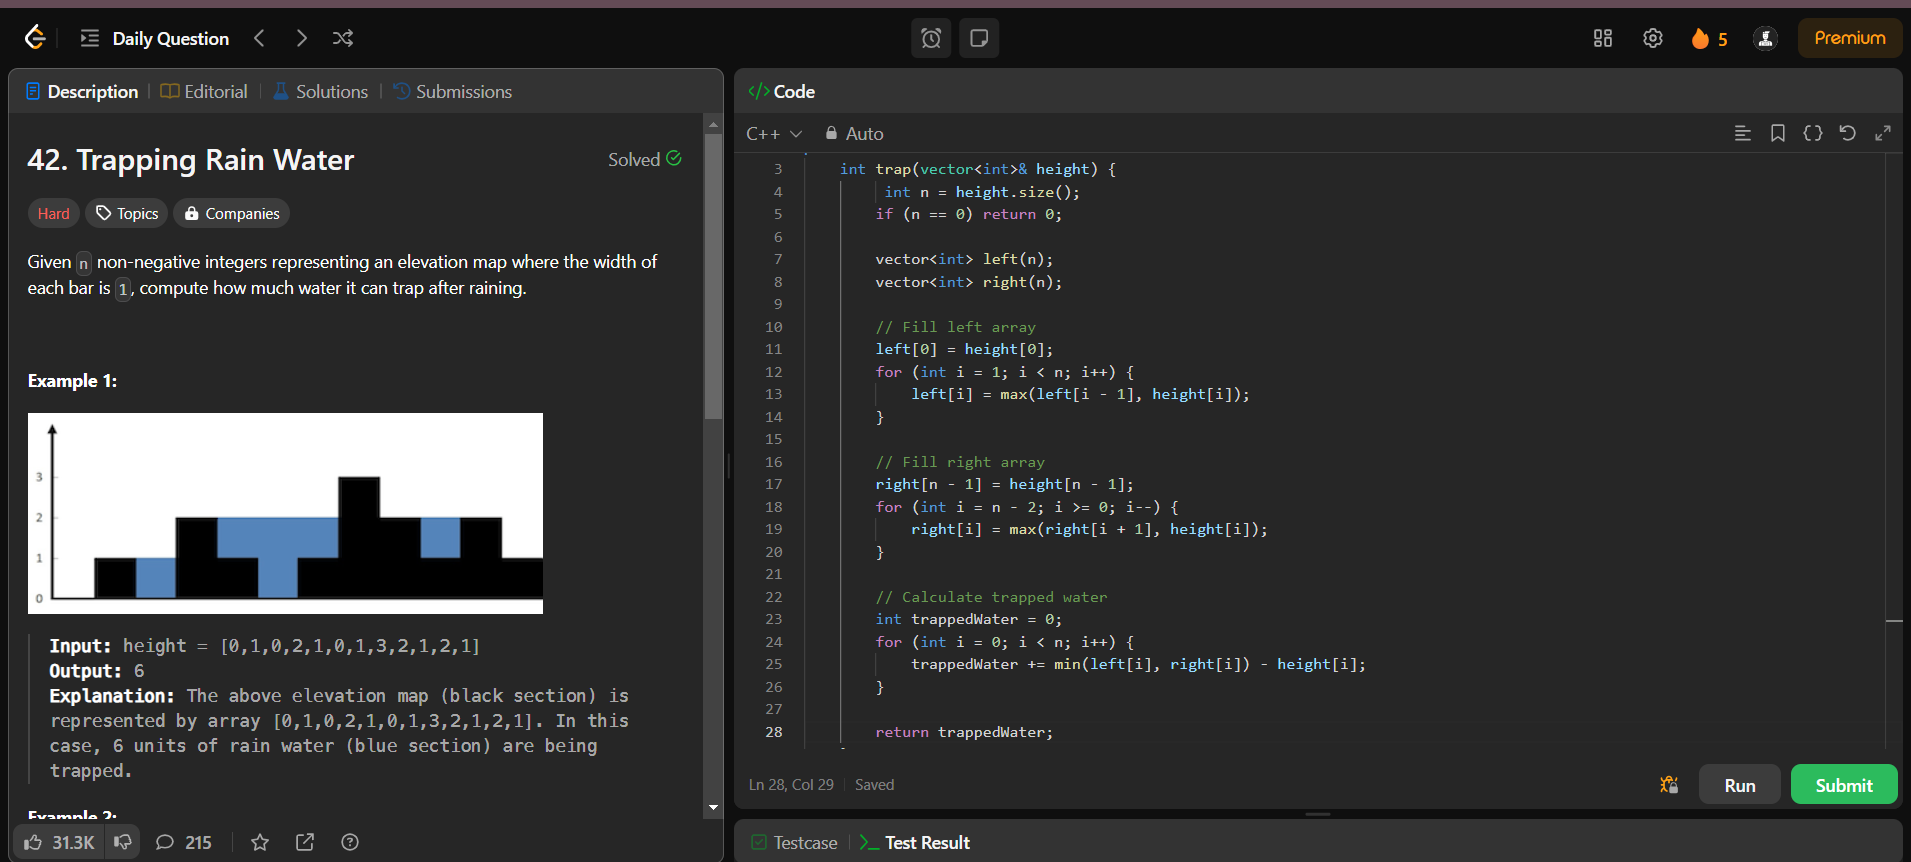 Daily Question
5
Premium
Description
Editorial
Solutions
Submissions
42. Trapping Rain Water
Solved
Hard
Topics
Companies
Given n non-negative integers representing an elevation map where the width of
each bar is 1, compute how much water it can trap after raining.
Example 1:
3
2
1
0
Input: height = [0,1,0,2,1,0,1,3,2,1,2,1]
Output: 6
Explanation: The above elevation map (black section) is
represented by array [0,1,0,2,1,0,1,3,2,1,2,1]. In this
case, 6 units of rain water (blue section) are being
trapped.
Example 2:
31.3K
215
</> Code
C++
Auto
3 int trap(vector<int>& height) {
4 int n = height.size();
5 if (n == 0) return 0;
6
7 vector<int> left(n);
8 vector<int> right(n);
9
10 // Fill left array
11 left[0] = height[0];
12 for (int i = 1; i < n; i++) {
13 left[i] = max(left[i - 1], height[i]);
14 }
15
16 // Fill right array
17 right[n - 1] = height[n - 1];
18 for (int i = n - 2; i >= 0; i--) {
19 right[i] = max(right[i + 1], height[i]);
20 }
21
22 // Calculate trapped water
23 int trappedWater = 0;
24 for (int i = 0; i < n; i++) {
25 trappedWater += min(left[i], right[i]) - height[i];
26 }
27
28 return trappedWater;
Ln 28, Col 29
Saved
Run
Submit
Testcase
Test Result